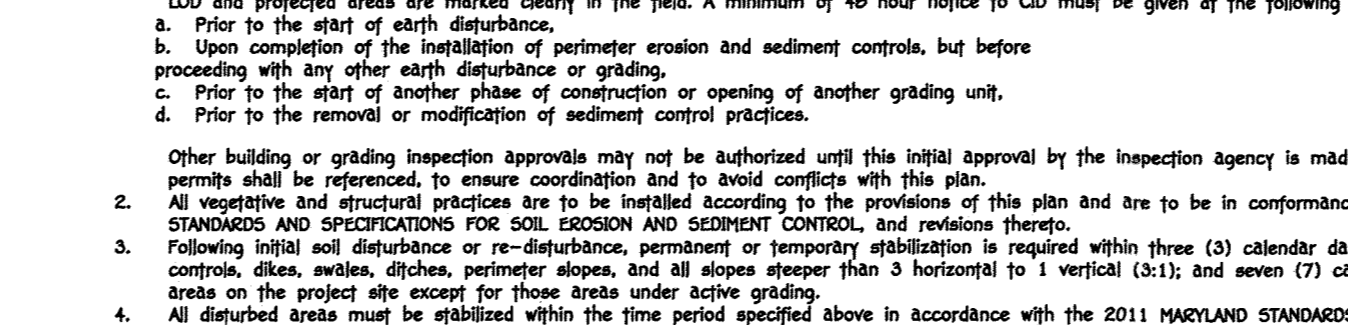 LOD and protected areas are marked clearly in the field. A minimum of 48 hour notice to CID must be given at the following
a. Prior to the start of earth disturbance,
b. Upon completion of the installation of perimeter erosion and sediment controls, but before
proceeding with any other earth disturbance or grading,
c. Prior to the start of another phase of construction or opening of another grading unit,
d. Prior to the removal or modification of sediment control practices.
Other building or grading inspection approvals may not be authorized until this initial approval by the inspection agency is mad
permits shall be referenced, to ensure coordination and to avoid conflicts with this plan.
2. All vegetative and structural practices are to be installed according to the provisions of this plan and are to be in conformanc
STANDARDS AND SPECIFICATIONS FOR SOIL EROSION AND SEDIMENT CONTROL, and revisions thereto.
3. Following initial soil disturbance or re-disturbance, permanent or temporary stabilization is required within three (3) calendar da
controls, dikes, swales, ditches, perimeter slopes, and all slopes steeper than 3 horizontal to 1 vertical (3:1); and seven (7) ca
areas on the project site except for those areas under active grading.
4. All disturbed areas must be stabilized within the time period specified above in accordance with the 2011 MARYLAND STANDARDS